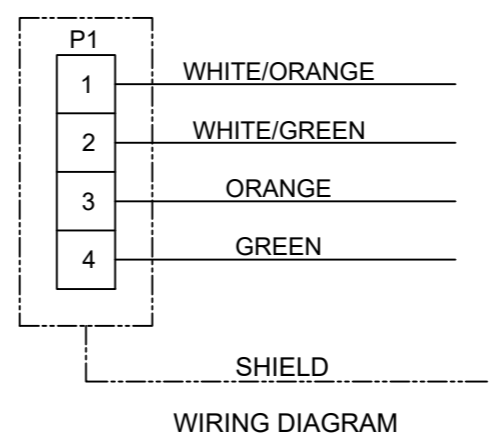 P1
1 WHITE/ORANGE
2 WHITE/GREEN
3 ORANGE
4 GREEN
SHIELD
WIRING DIAGRAM